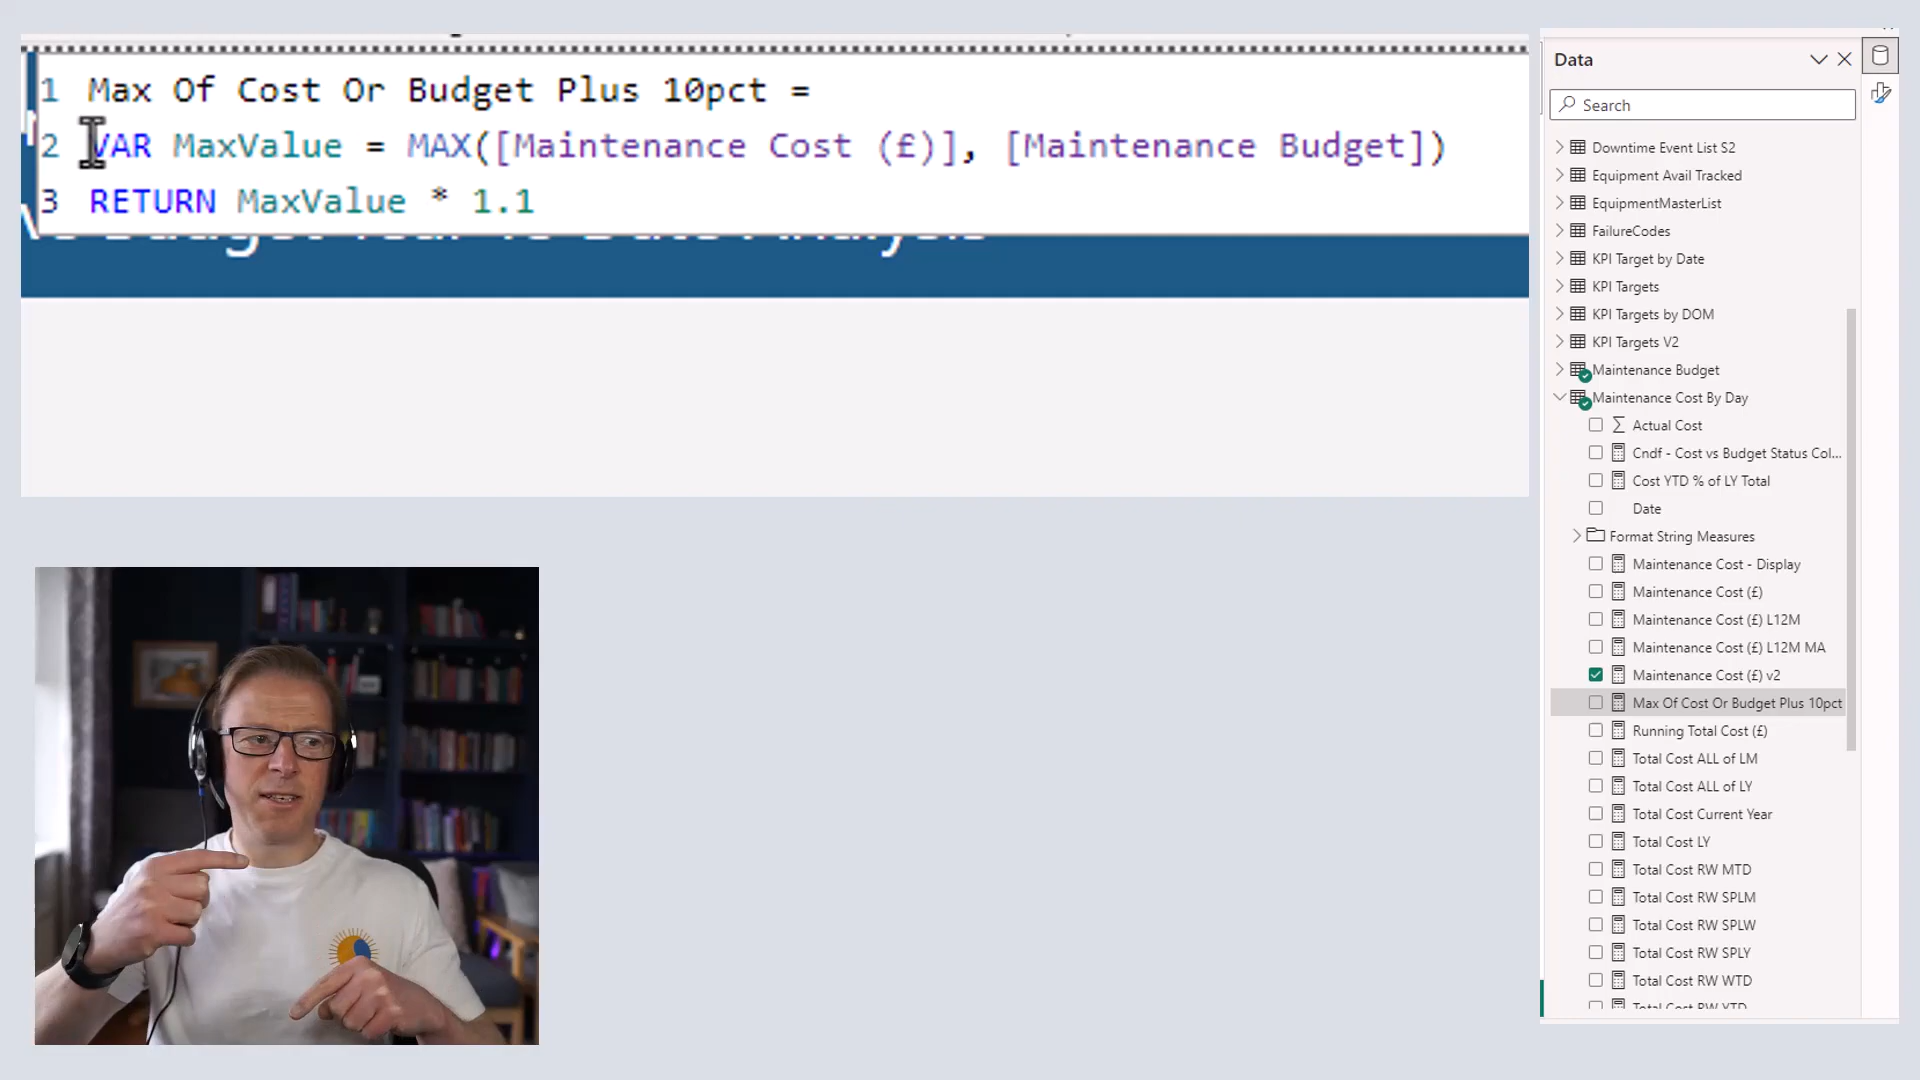 1 Max Of Cost Or Budget Plus 10pct =
2 VAR MaxValue = MAX([Maintenance Cost (£)], [Maintenance Budget])
3 RETURN MaxValue * 1.1
Data
Search
Downtime Event List S2
Equipment Avail Tracked
EquipmentMasterList
FailureCodes
KPI Target by Date
KPI Targets
KPI Targets by DOM
KPI Targets V2
Maintenance Budget
Maintenance Cost By Day
Actual Cost
Cndf - Cost vs Budget Status Col...
Cost YTD % of LY Total
Date
Format String Measures
Maintenance Cost - Display
Maintenance Cost (£)
Maintenance Cost (£) L12M
Maintenance Cost (£) L12M MA
Maintenance Cost (£) v2
Max Of Cost Or Budget Plus 10pct
Running Total Cost (£)
Total Cost ALL of LM
Total Cost ALL of LY
Total Cost Current Year
Total Cost LY
Total Cost RW MTD
Total Cost RW SPLM
Total Cost RW SPLW
Total Cost RW SPLY
Total Cost RW WTD
Total Cost RW YTD